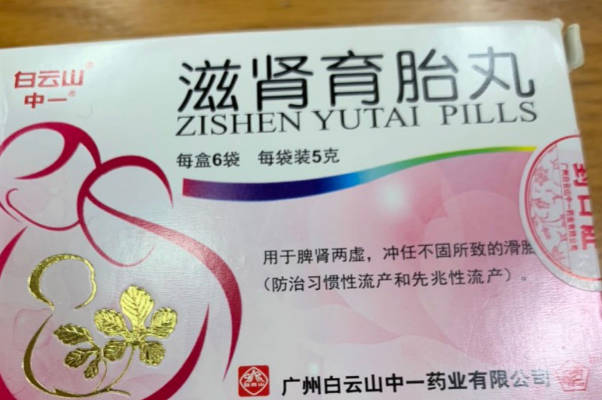 白云山®
中一®
滋肾育胎丸
ZISHEN YUTAI PILLS
每盒6袋 每袋装5克
用于脾肾两虚，冲任不固所致的滑胎
（防治习惯性流产和先兆性流产）。
广州白云山中一药业有限公司
封口